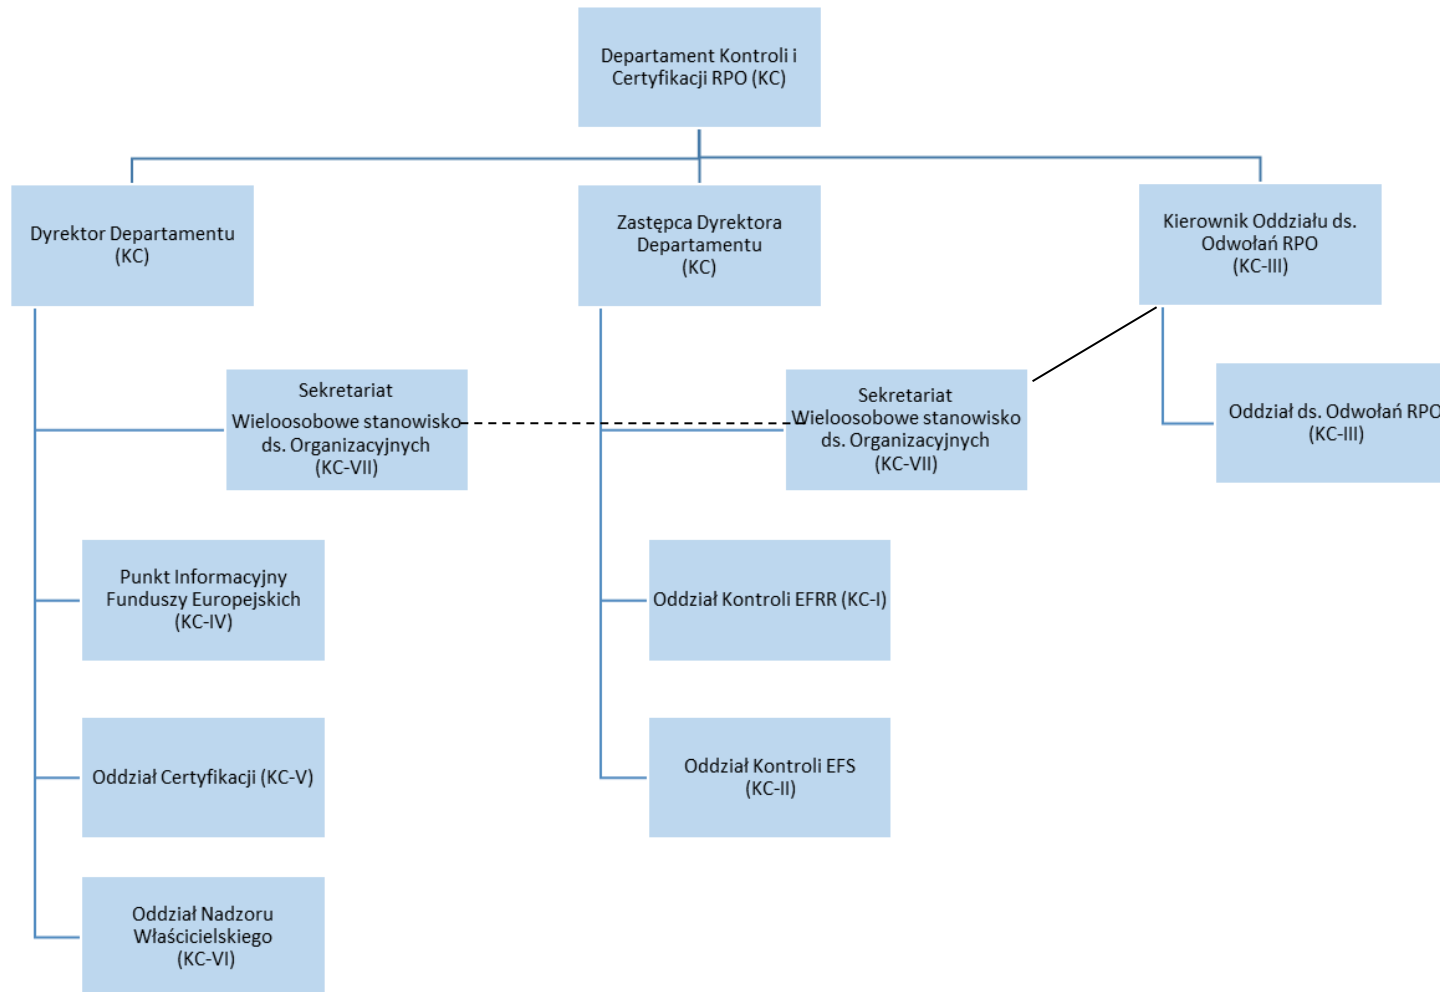 Departament Kontroli i
Certyfikacji RPO (KC)
Dyrektor Departamentu
(KC)
Zastępca Dyrektora
Departamentu
(KC)
Kierownik Oddziału ds.
Odwołań RPO
(KC-III)
Sekretariat
Wieloosobowe stanowisko
ds. Organizacyjnych
(KC-VII)
Sekretariat
Wieloosobowe stanowisko
ds. Organizacyjnych
(KC-VII)
Oddział ds. Odwołań RPO
(KC-III)
Punkt Informacyjny
Funduszy Europejskich
(KC-IV)
Oddział Kontroli EFRR (KC-I)
Oddział Certyfikacji (KC-V)
Oddział Kontroli EFS
(KC-II)
Oddział Nadzoru
Właścicielskiego
(KC-VI)